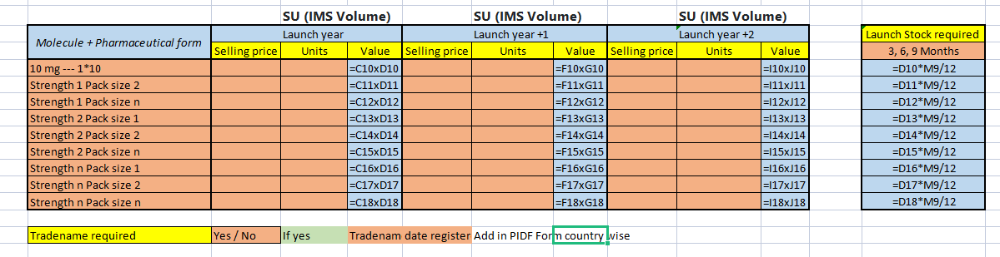 SU (IMS Volume) SU (IMS Volume) SU (IMS Volume)
Molecule + Pharmaceutical form Launch year Launch year +1 Launch year +2 Launch Stock required
Selling price Units Value Selling price Units Value Selling price Units Value 3, 6, 9 Months
10 mg --- 1*10 =C10xD10 =F10xG10 =I10xJ10 =D10*M9/12
Strength 1 Pack size 2 =C11xD11 =F11xG11 =I11xJ11 =D11*M9/12
Strength 1 Pack size n =C12xD12 =F12xG12 =I12xJ12 =D12*M9/12
Strength 2 Pack size 1 =C13xD13 =F13xG13 =I13xJ13 =D13*M9/12
Strength 2 Pack size 2 =C14xD14 =F14xG14 =I14xJ14 =D14*M9/12
Strength 2 Pack size n =C15xD15 =F15xG15 =I15xJ15 =D15*M9/12
Strength n Pack size 1 =C16xD16 =F16xG16 =I16xJ16 =D16*M9/12
Strength n Pack size 2 =C17xD17 =F17xG17 =I17xJ17 =D17*M9/12
Strength n Pack size n =C18xD18 =F18xG18 =I18xJ18 =D18*M9/12
Tradename required Yes / No If yes Tradenam date register Add in PIDF Form country wise